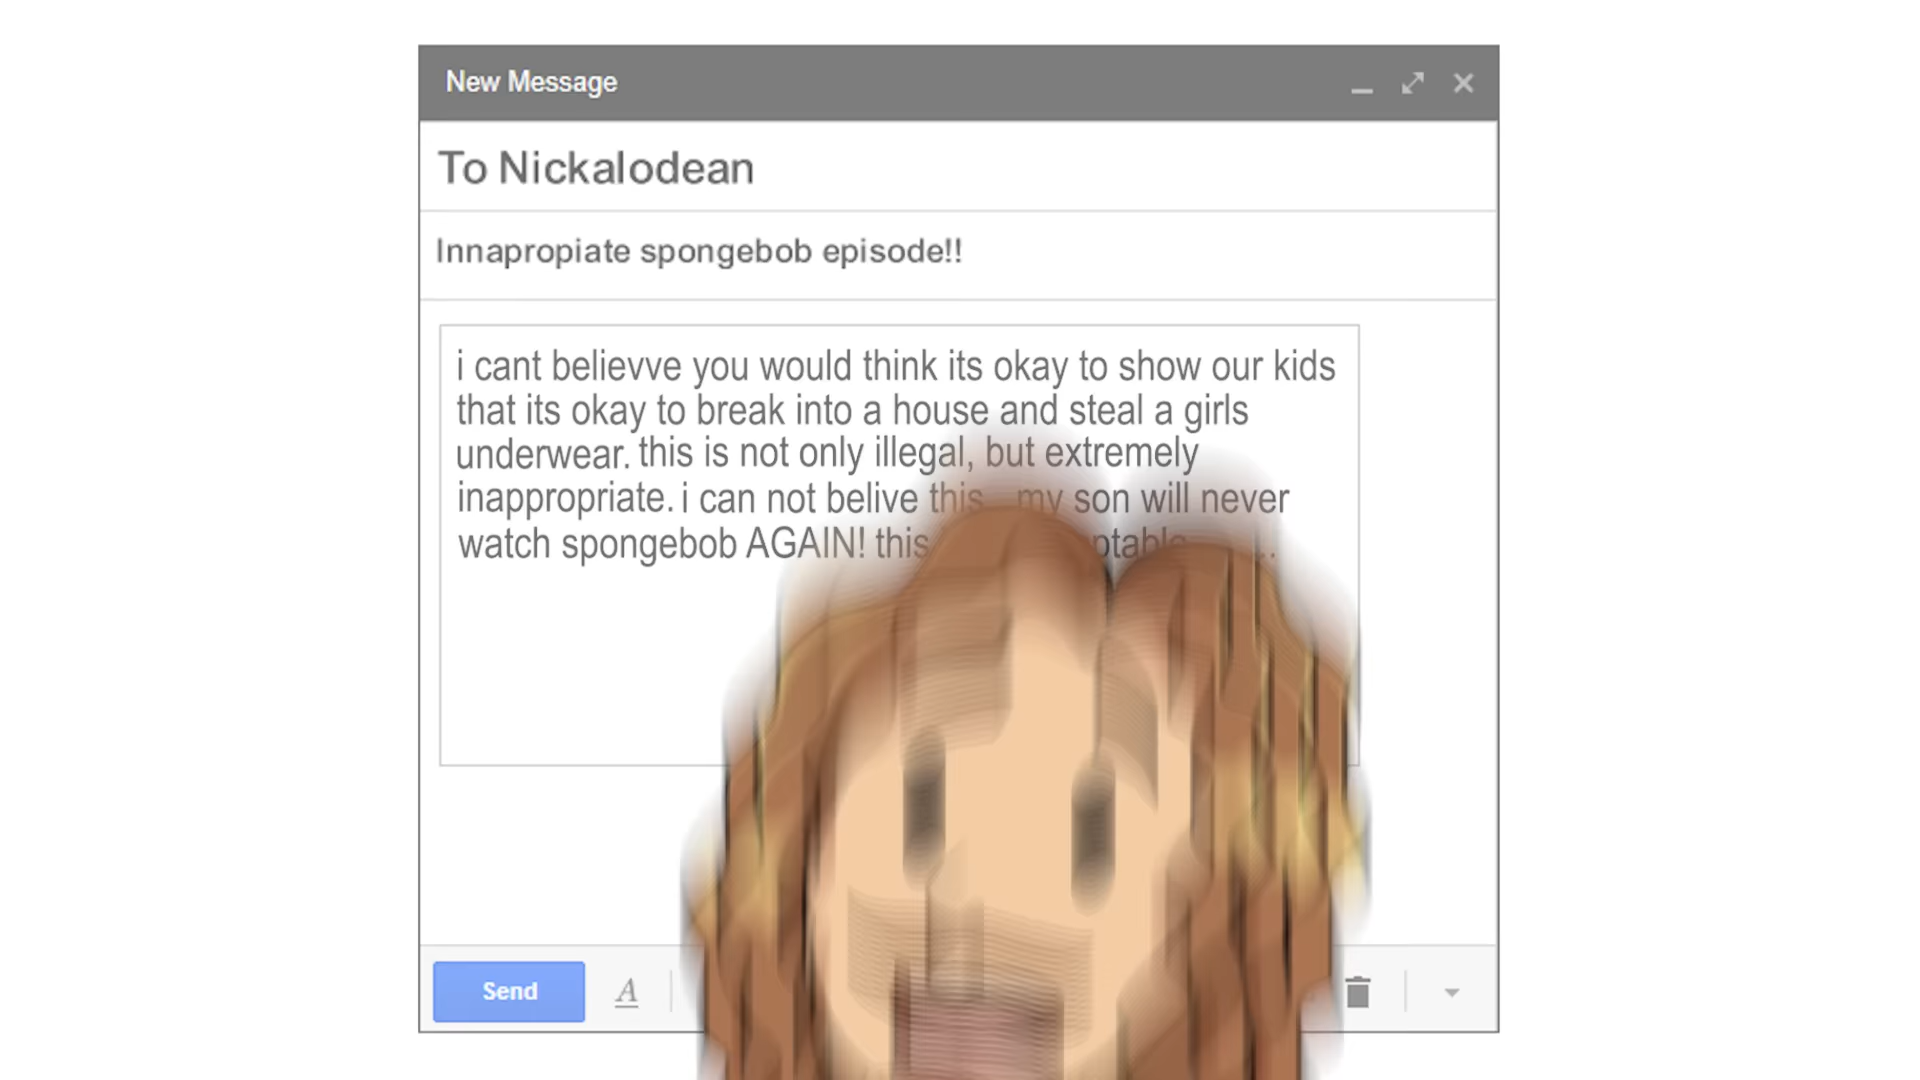 New Message
To Nickalodean
Innapropiate spongebob episode!!
i cant believve you would think its okay to show our kids
that its okay to break into a house and steal a girls
underwear. this is not only illegal, but extremely
inappropriate. i can not belive this my son will never
watch spongebob AGAIN! this
Send
A